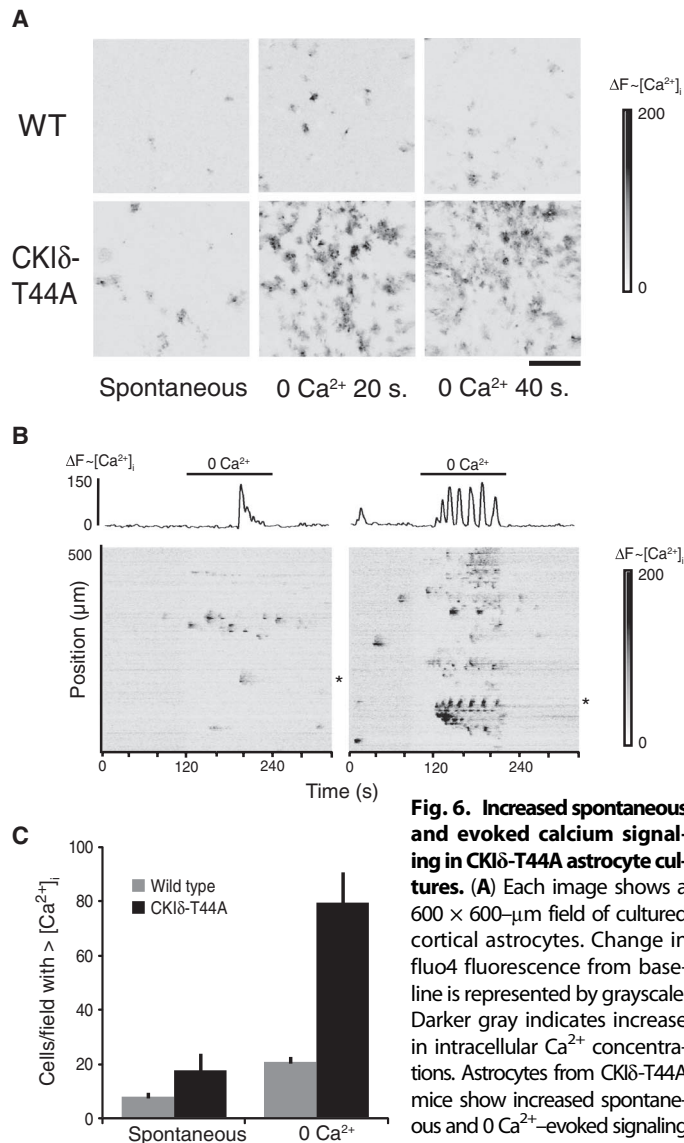 A
WT
CKIδ-
T44A
ΔF~[Ca²⁺]ᵢ
200
0
Spontaneous 0 Ca²⁺ 20 s. 0 Ca²⁺ 40 s.
B
ΔF~[Ca²⁺]ᵢ 0 Ca²⁺ 0 Ca²⁺
150
0
500
Position (µm)
*
*
ΔF~[Ca²⁺]ᵢ
200
0
0 120 240 0 120 240
Time (s)
C
100
80
60
40
20
0
Cells/field with > [Ca²⁺]ᵢ
Wild type
CKIδ-T44A
Spontaneous 0 Ca²⁺
Fig. 6. Increased spontaneous
and evoked calcium signal-
ing in CKIδ-T44A astrocyte cul-
tures. (A) Each image shows a
600 × 600–µm field of cultured
cortical astrocytes. Change in
fluo4 fluorescence from base-
line is represented by grayscale
Darker gray indicates increase
in intracellular Ca²⁺ concentra-
tions. Astrocytes from CKIδ-T44A
mice show increased spontane-
ous and 0 Ca²⁺–evoked signaling